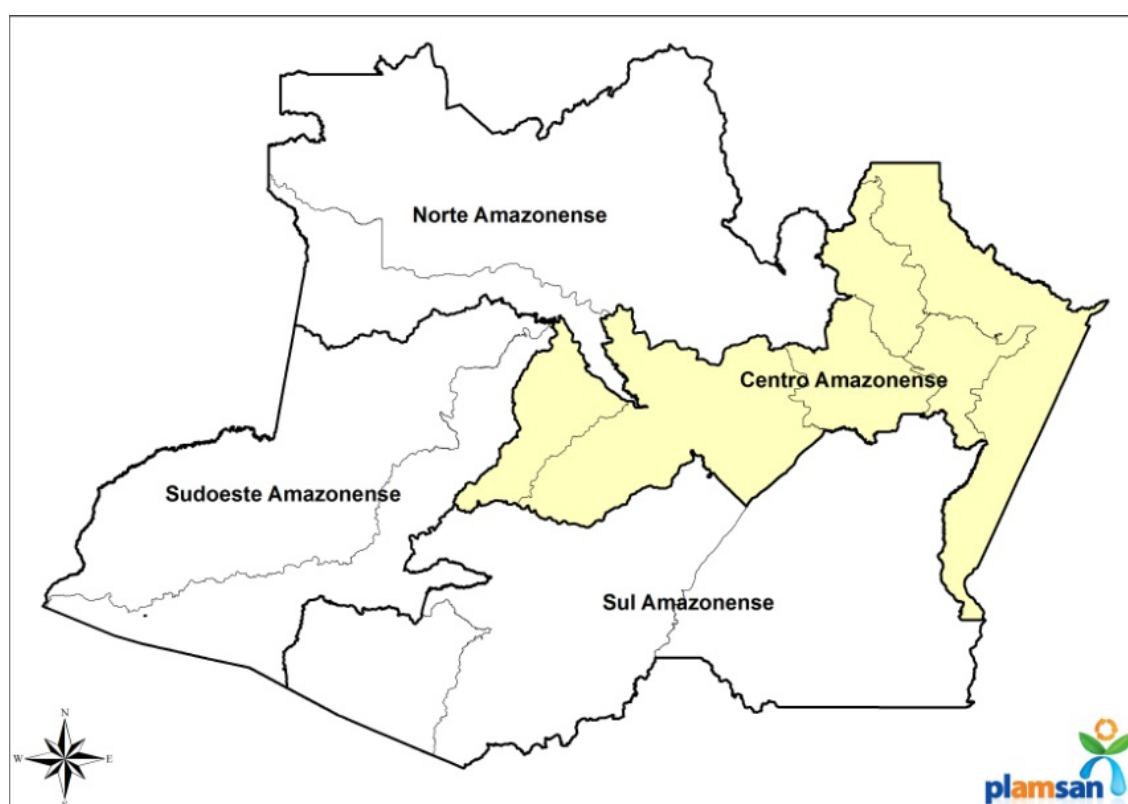 Norte Amazonense
Centro Amazonense
Sudoeste Amazonense
Sul Amazonense
N
W
E
S
plamsan